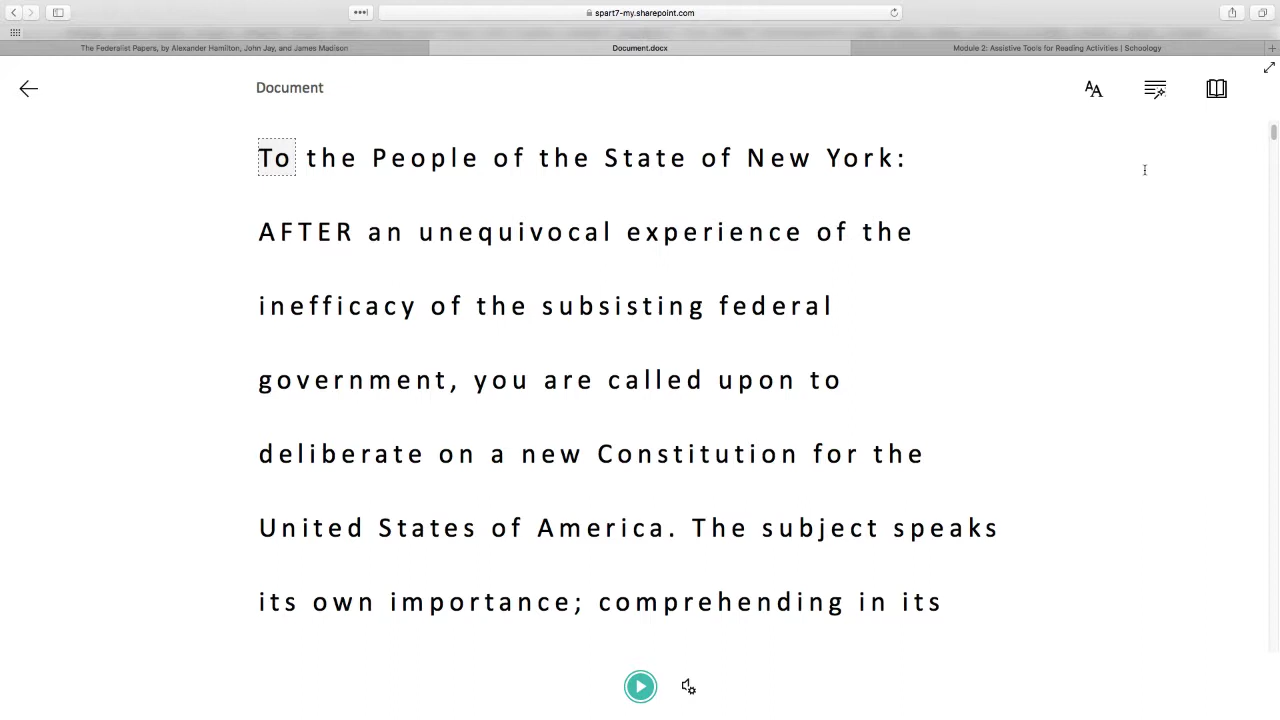 spart7-my.sharepoint.com
The Federalist Papers, by Alexander Hamilton, John Jay, and James Madison
Document.docx
Module 2: Assistive Tools for Reading Activities | Schoology
Document
AA
To the People of the State of New York:
AFTER an unequivocal experience of the
inefficacy of the subsisting federal
government, you are called upon to
deliberate on a new Constitution for the
United States of America. The subject speaks
its own importance; comprehending in its